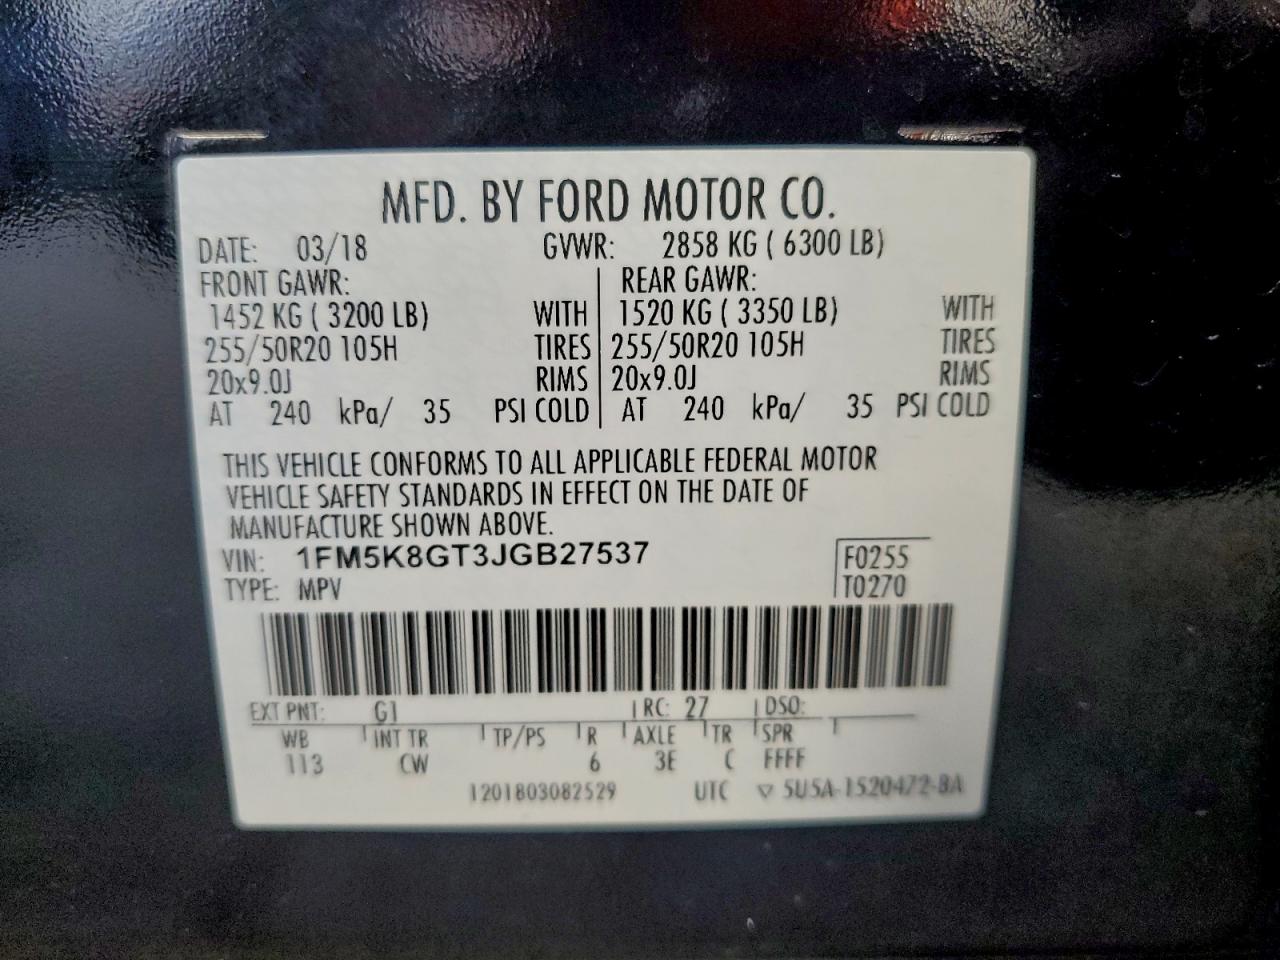 MFD. BY FORD MOTOR CO.
DATE: 03/18 GVWR: 2858 KG ( 6300 LB)
FRONT GAWR: REAR GAWR:
1452 KG ( 3200 LB) WITH 1520 KG ( 3350 LB) WITH
255/50R20 105H TIRES 255/50R20 105H TIRES
20x9.0J RIMS 20x9.0J RIMS
AT 240 kPa/ 35 PSI COLD AT 240 kPa/ 35 PSI COLD
THIS VEHICLE CONFORMS TO ALL APPLICABLE FEDERAL MOTOR
VEHICLE SAFETY STANDARDS IN EFFECT ON THE DATE OF
MANUFACTURE SHOWN ABOVE.
VIN: 1FM5K8GT3JGB27537 F0255
TYPE: MPV T0270
EXT PNT: G1 RC: 27 DSO:
WB INT TR TP/PS R AXLE TR SPR
113 CW 6 3E C FFFF
1201803082529 UTC ▽ 5U5A-1520472-BA